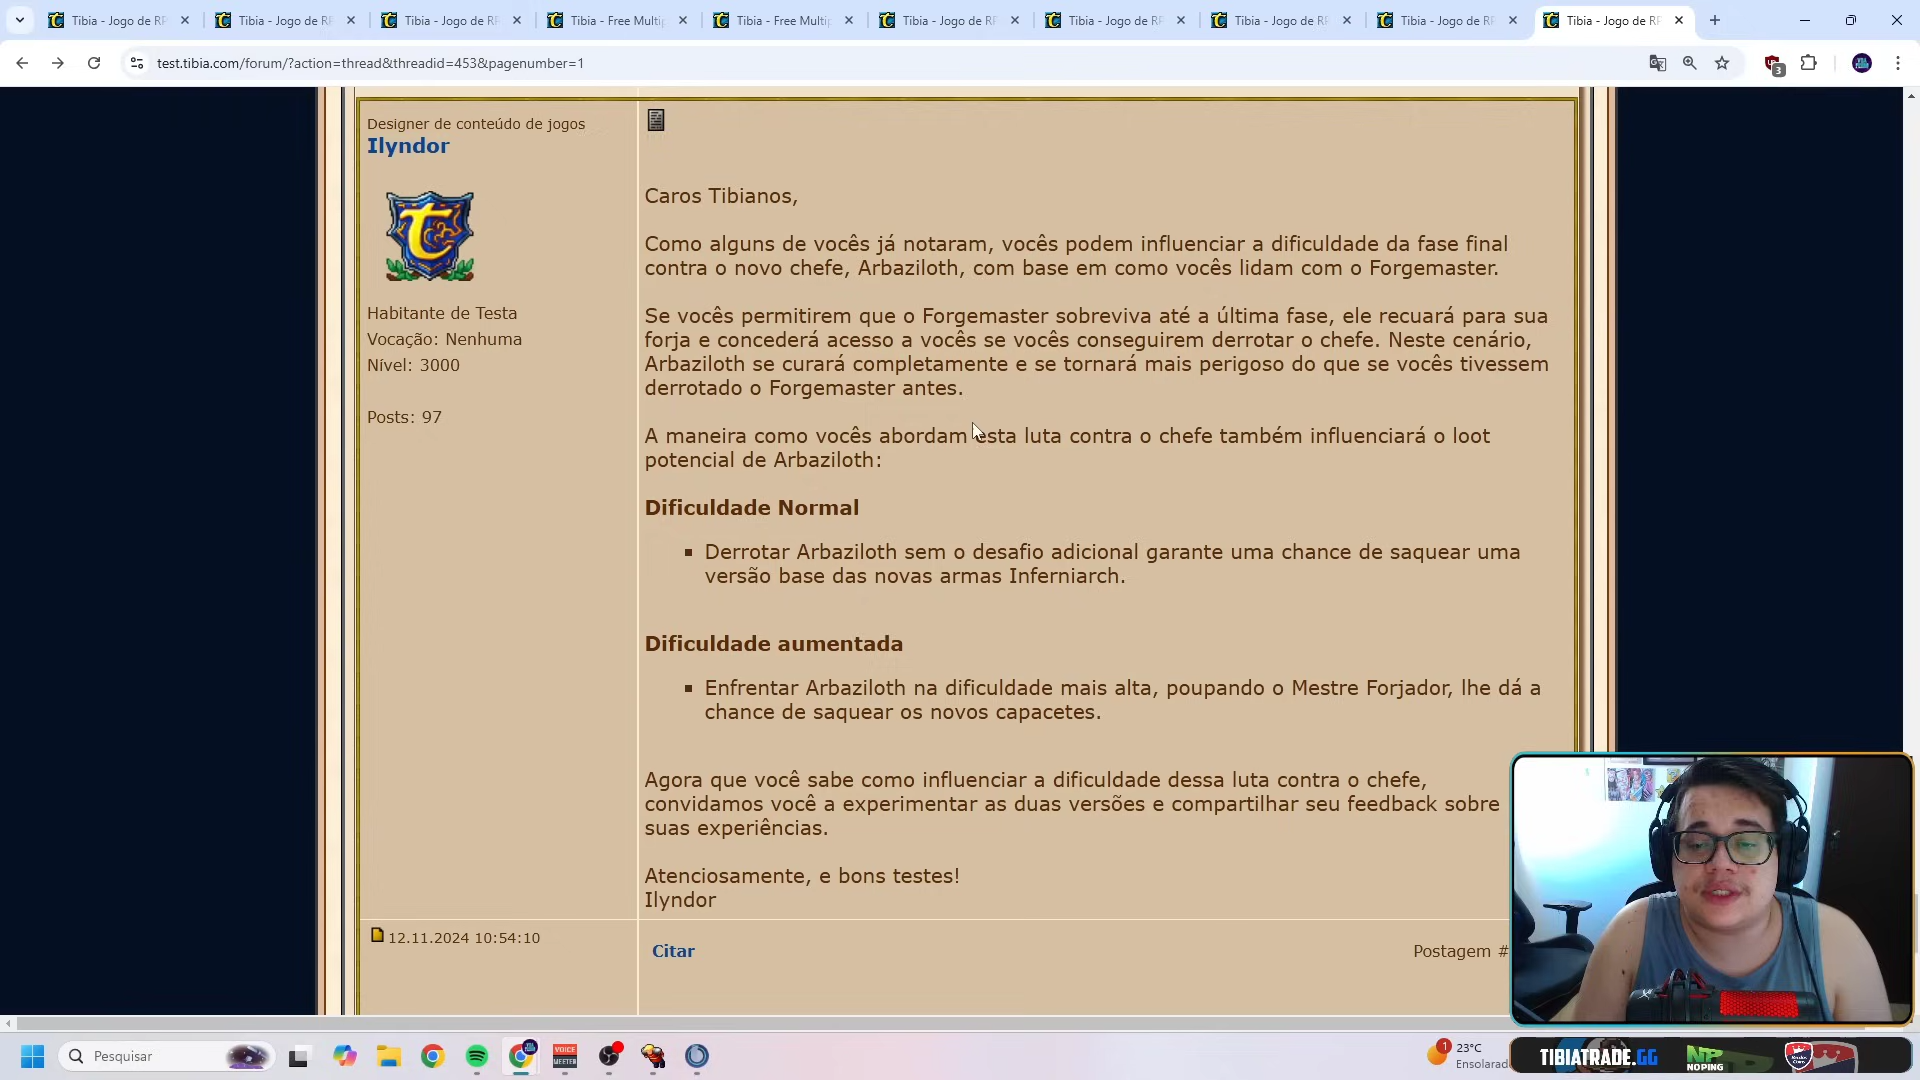 Tibia - Jogo de RP
Tibia - Jogo de RP
Tibia - Jogo de RP
Tibia - Free Multip
Tibia - Free Multip
Tibia - Jogo de RP
Tibia - Jogo de RP
Tibia - Jogo de RP
Tibia - Jogo de RP
Tibia - Jogo de RP
test.tibia.com/forum/?action=thread&threadid=453&pagenumber=1
3
Designer de conteúdo de jogos
Ilyndor
Habitante de Testa
Vocação: Nenhuma
Nível: 3000
Posts: 97
Caros Tibianos,
Como alguns de vocês já notaram, vocês podem influenciar a dificuldade da fase final
contra o novo chefe, Arbaziloth, com base em como vocês lidam com o Forgemaster.
Se vocês permitirem que o Forgemaster sobreviva até a última fase, ele recuará para sua
forja e concederá acesso a vocês se vocês conseguirem derrotar o chefe. Neste cenário,
Arbaziloth se curará completamente e se tornará mais perigoso do que se vocês tivessem
derrotado o Forgemaster antes.
A maneira como vocês abordam esta luta contra o chefe também influenciará o loot
potencial de Arbaziloth:
Dificuldade Normal
Derrotar Arbaziloth sem o desafio adicional garante uma chance de saquear uma
versão base das novas armas Inferniarch.
Dificuldade aumentada
Enfrentar Arbaziloth na dificuldade mais alta, poupando o Mestre Forjador, lhe dá a
chance de saquear os novos capacetes.
Agora que você sabe como influenciar a dificuldade dessa luta contra o chefe,
convidamos você a experimentar as duas versões e compartilhar seu feedback sobre
suas experiências.
Atenciosamente, e bons testes!
Ilyndor
12.11.2024 10:54:10
Citar
Postagem #
Pesquisar
VOICE
MEETER
1
23°C
Ensolarado
TIBIATRADE.GG
NP
NOPING